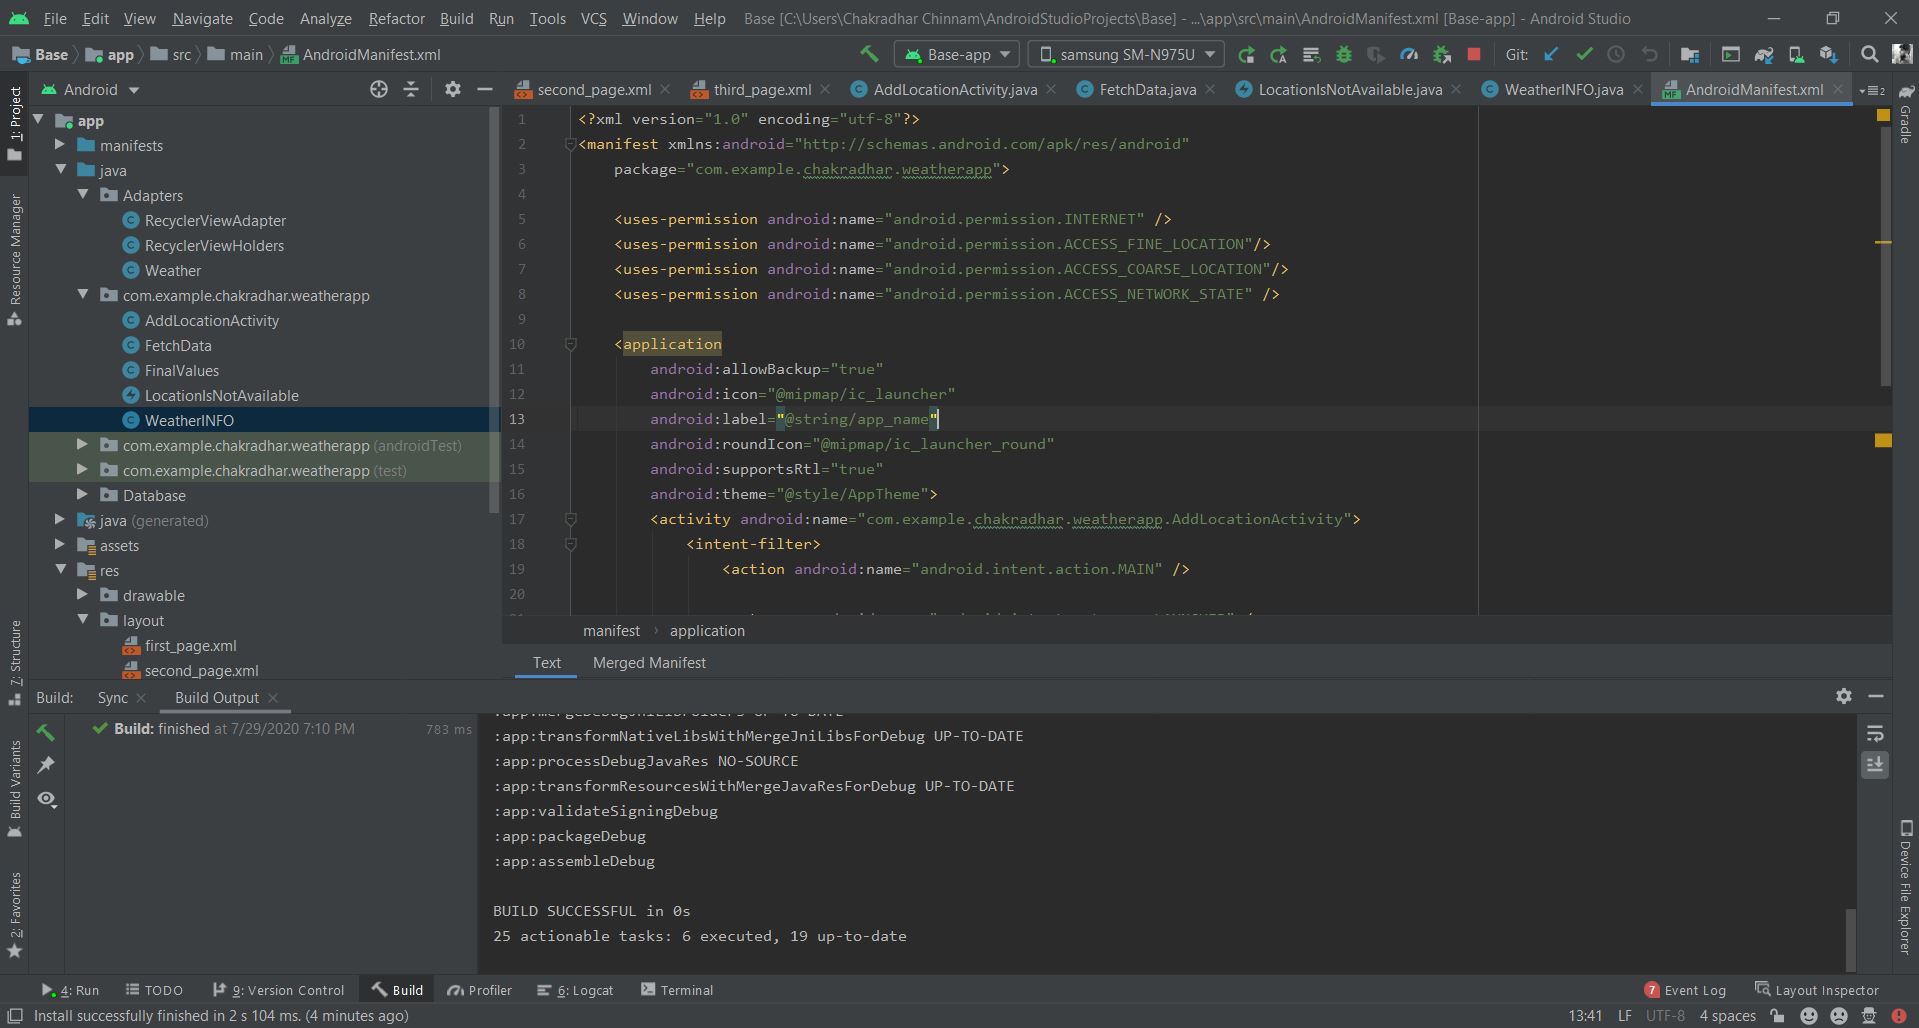 File Edit View Navigate Code Analyze Refactor Build Run Tools VCS Window Help Base [C:\Users\Chakradhar Chinnam\AndroidStudioProjects\Base] - ...\app\src\main\AndroidManifest.xml [Base-app] - Android Studio
Base app src main AndroidManifest.xml Base-app samsung SM-N975U Git:
Android
second_page.xml third_page.xml AddLocationActivity.java FetchData.java LocationIsNotAvailable.java WeatherINFO.java AndroidManifest.xml 2
1: Project
Resource Manager
7: Structure
Build Variants
2: Favorites
app
manifests
java
Adapters
RecyclerViewAdapter
RecyclerViewHolders
Weather
com.example.chakradhar.weatherapp
AddLocationActivity
FetchData
FinalValues
LocationIsNotAvailable
WeatherINFO
com.example.chakradhar.weatherapp (androidTest)
com.example.chakradhar.weatherapp (test)
Database
java (generated)
assets
res
drawable
layout
first_page.xml
second_page.xml
1 <?xml version="1.0" encoding="utf-8"?>
2 <manifest xmlns:android="http://schemas.android.com/apk/res/android"
3 package="com.example.chakradhar.weatherapp">
4
5 <uses-permission android:name="android.permission.INTERNET" />
6 <uses-permission android:name="android.permission.ACCESS_FINE_LOCATION"/>
7 <uses-permission android:name="android.permission.ACCESS_COARSE_LOCATION"/>
8 <uses-permission android:name="android.permission.ACCESS_NETWORK_STATE" />
9
10 <application
11 android:allowBackup="true"
12 android:icon="@mipmap/ic_launcher"
13 android:label="@string/app_name"
14 android:roundIcon="@mipmap/ic_launcher_round"
15 android:supportsRtl="true"
16 android:theme="@style/AppTheme">
17 <activity android:name="com.example.chakradhar.weatherapp.AddLocationActivity">
18 <intent-filter>
19 <action android:name="android.intent.action.MAIN" />
20
manifest › application
Text Merged Manifest
Gradle
Device File Explorer
Build: Sync Build Output
Build: finished at 7/29/2020 7:10 PM 783 ms
:app:transformNativeLibsWithMergeJniLibsForDebug UP-TO-DATE
:app:processDebugJavaRes NO-SOURCE
:app:transformResourcesWithMergeJavaResForDebug UP-TO-DATE
:app:validateSigningDebug
:app:packageDebug
:app:assembleDebug
BUILD SUCCESSFUL in 0s
25 actionable tasks: 6 executed, 19 up-to-date
4: Run TODO 9: Version Control Build Profiler 6: Logcat Terminal 7 Event Log Layout Inspector
Install successfully finished in 2 s 104 ms. (4 minutes ago) 13:41 LF UTF-8 4 spaces